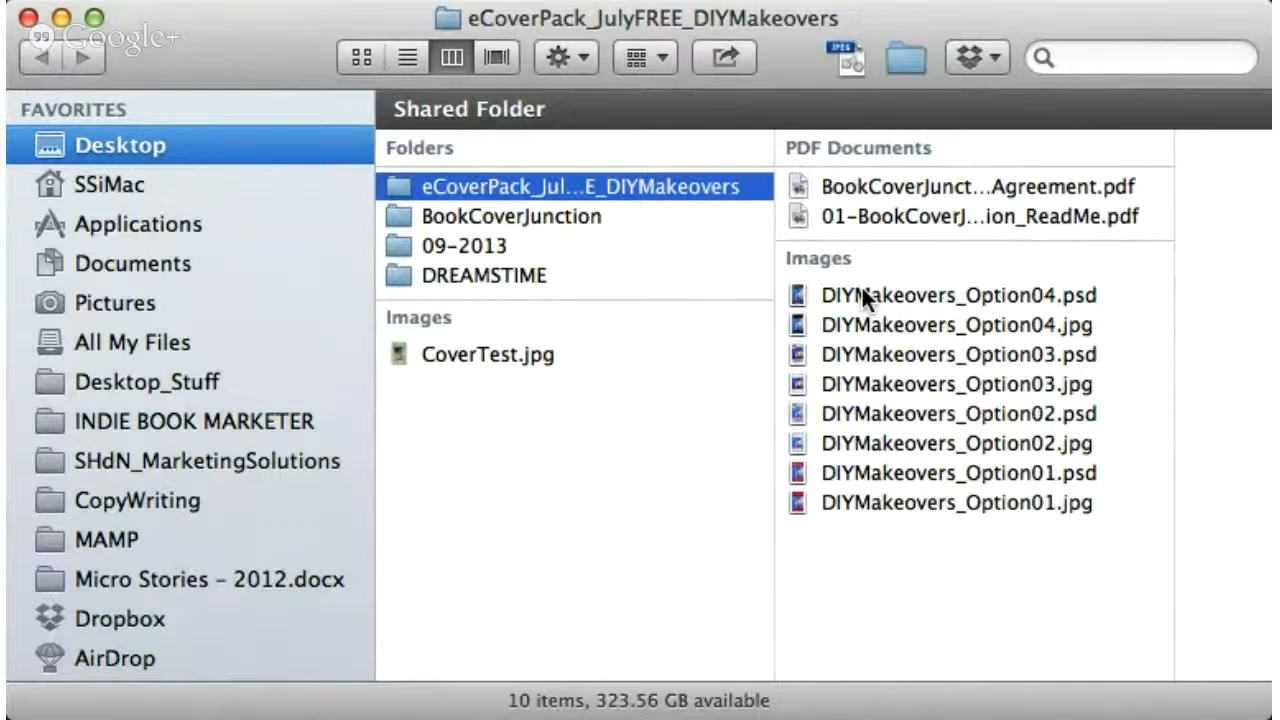 eCoverPack_JulyFREE_DIYMakeovers
Google+
JPEG
FAVORITES
Desktop
SSiMac
Applications
Documents
Pictures
All My Files
Desktop_Stuff
INDIE BOOK MARKETER
SHdN_MarketingSolutions
CopyWriting
MAMP
Micro Stories - 2012.docx
Dropbox
AirDrop
Shared Folder
Folders
eCoverPack_Jul...E_DIYMakeovers
BookCoverJunction
09-2013
DREAMSTIME
Images
CoverTest.jpg
PDF Documents
BookCoverJunct...Agreement.pdf
01-BookCoverJ...ion_ReadMe.pdf
Images
DIYMakeovers_Option04.psd
DIYMakeovers_Option04.jpg
DIYMakeovers_Option03.psd
DIYMakeovers_Option03.jpg
DIYMakeovers_Option02.psd
DIYMakeovers_Option02.jpg
DIYMakeovers_Option01.psd
DIYMakeovers_Option01.jpg
10 items, 323.56 GB available